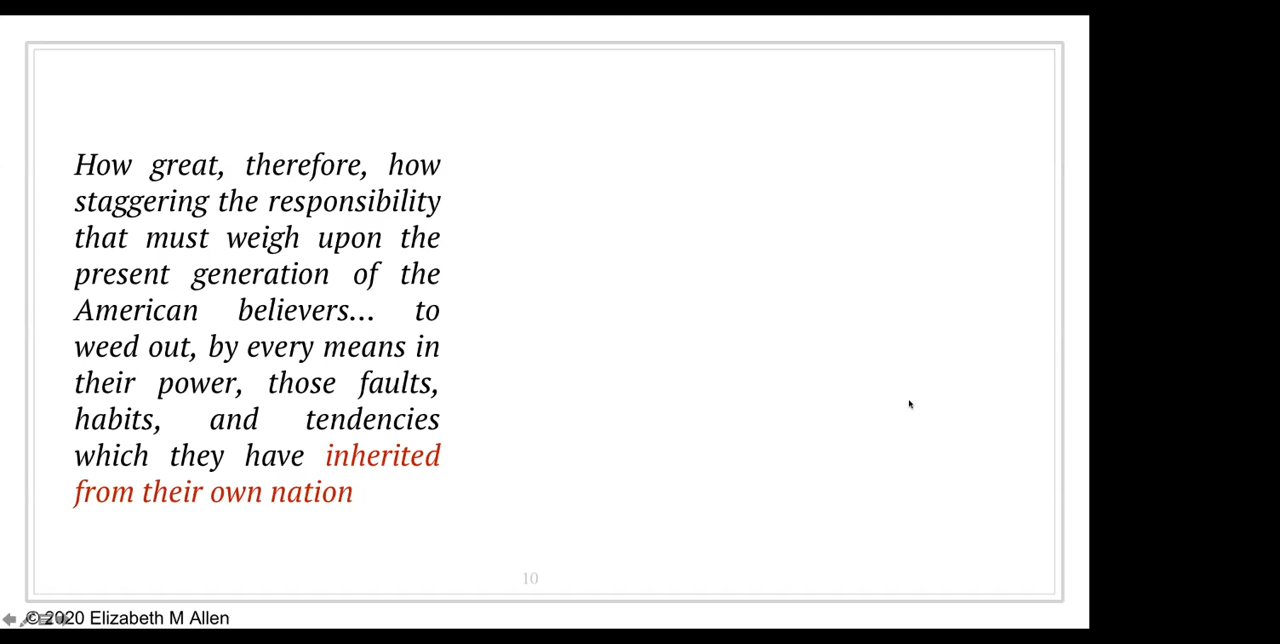 How great, therefore, how
staggering the responsibility
that must weigh upon the
present generation of the
American believers... to
weed out, by every means in
their power, those faults,
habits, and tendencies
which they have inherited
from their own nation
10
© 2020 Elizabeth M Allen